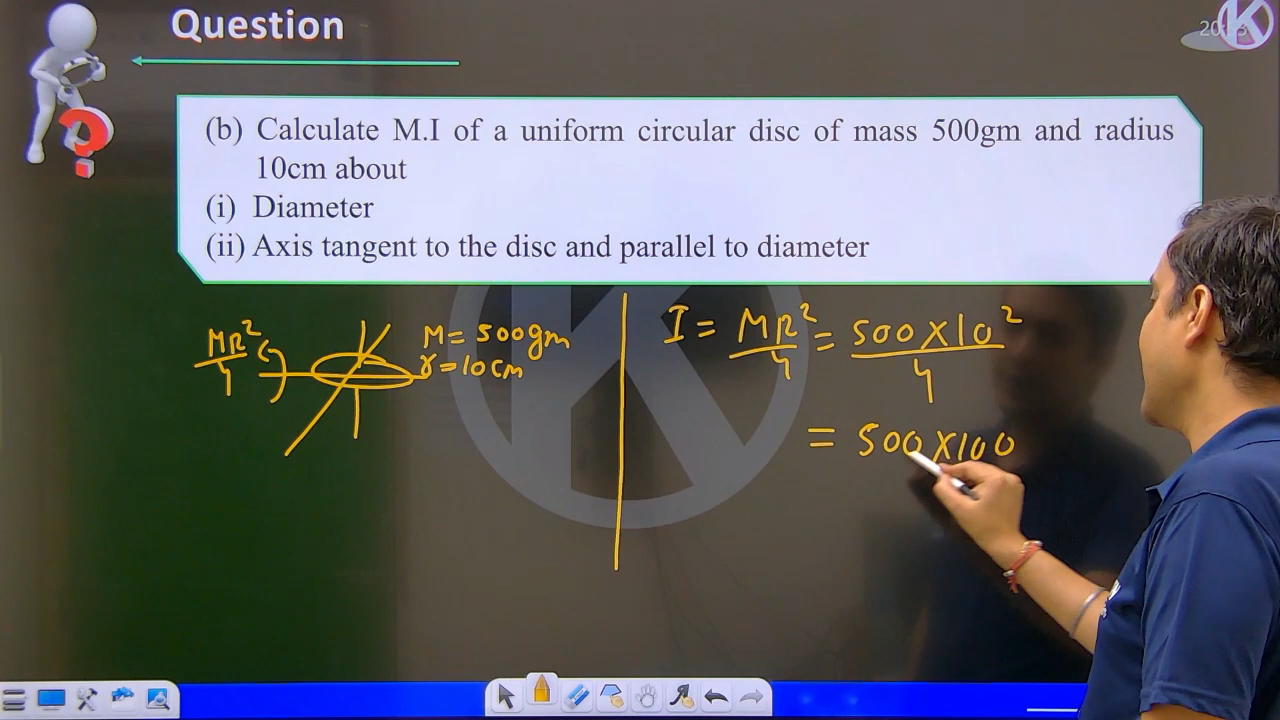 Question
(b) Calculate M.I of a uniform circular disc of mass 500gm and radius
10cm about
(i) Diameter
(ii) Axis tangent to the disc and parallel to diameter
MR²/4
M = 500gm
r = 10cm
I = MR²/4 = 500 × 10²/4
= 500 × 100
K